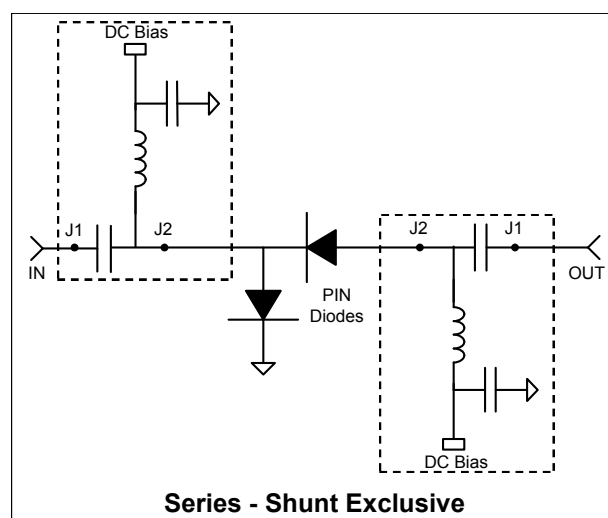 DC Bias
J1
J2
IN
PIN
Diodes
J2
J1
OUT
DC Bias
Series - Shunt Exclusive